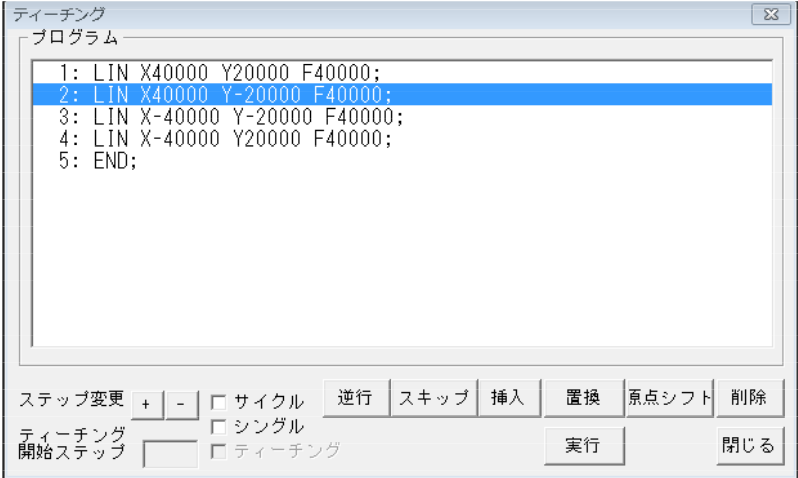 ティーチング
プログラム
1: LIN X40000 Y20000 F40000;
2: LIN X40000 Y-20000 F40000;
3: LIN X-40000 Y-20000 F40000;
4: LIN X-40000 Y20000 F40000;
5: END;
ステップ変更 + - サイクル 逆行 スキップ 挿入 置換 原点シフト 削除
シングル
ティーチング
開始ステップ ティーチング 実行 閉じる